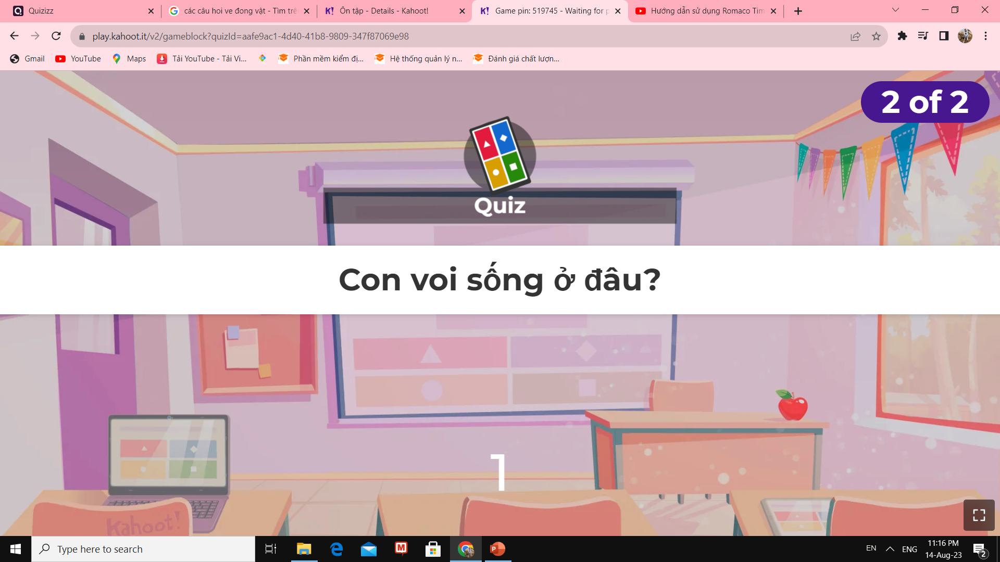 Quizizz
các câu hoi ve đong vật - Tìm trê
Ôn tập - Details - Kahoot!
Game pin: 519745 - Waiting for p
Hướng dẫn sử dụng Romaco Tim
play.kahoot.it/v2/gameblock?quizId=aafe9ac1-4d40-41b8-9809-347f87069e98
Gmail
YouTube
Maps
Tải YouTube - Tải Vi...
Phần mềm kiểm đị...
Hệ thống quản lý n...
Đánh giá chất lượn...
2 of 2
Quiz
Con voi sống ở đâu?
1
Kahoot!
Type here to search
EN
ENG
11:16 PM
14-Aug-23
2